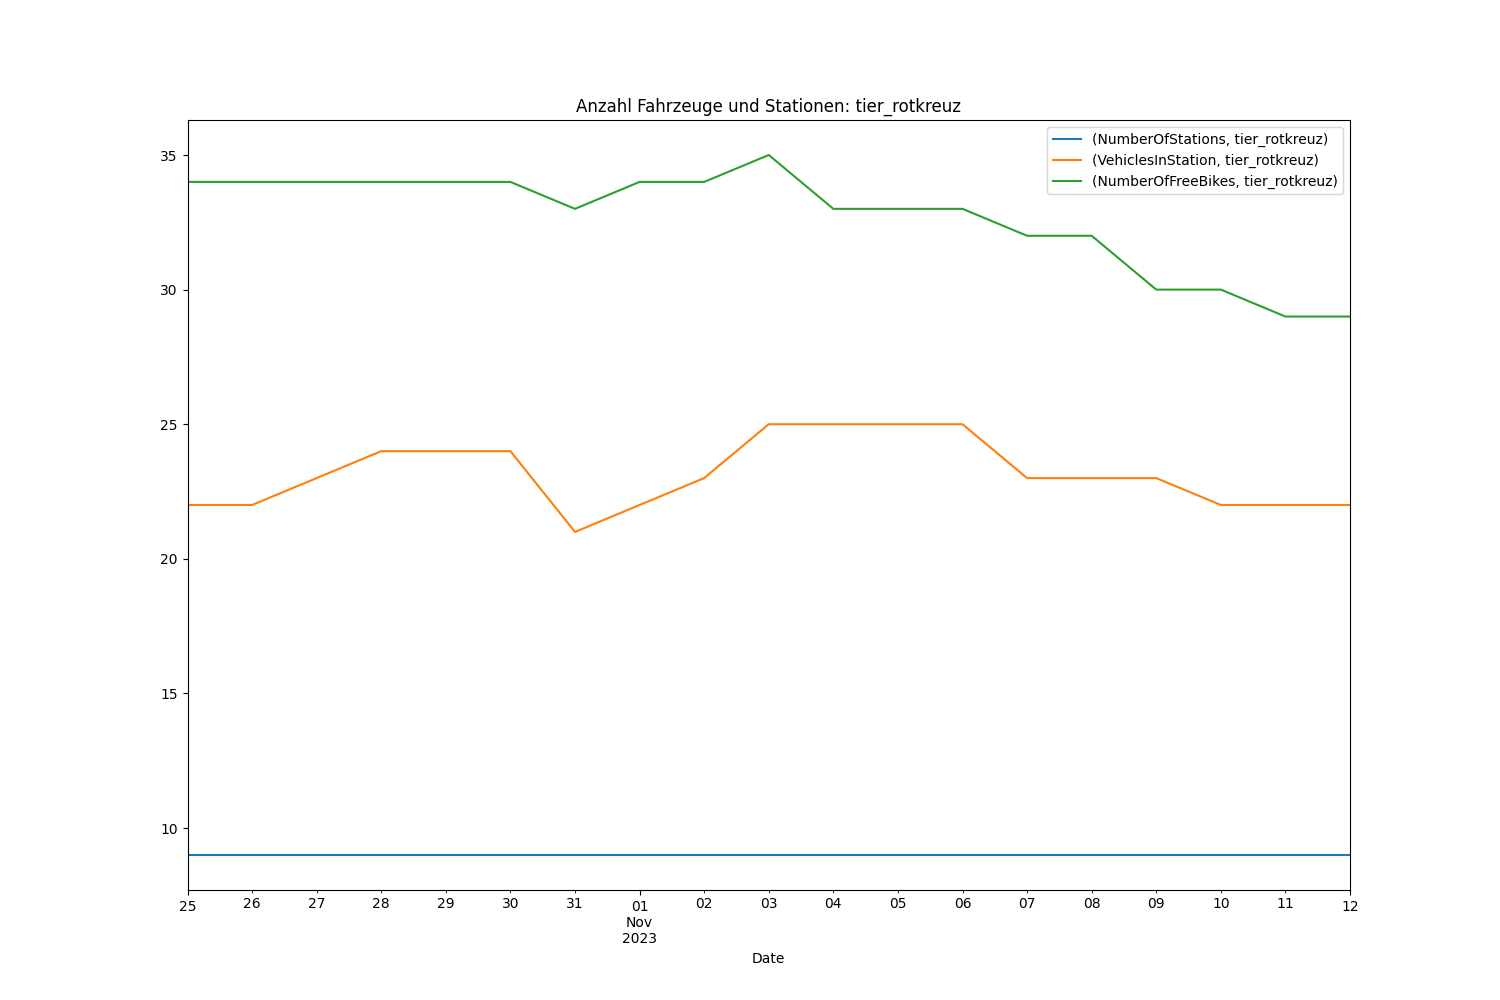 Anzahl Fahrzeuge und Stationen: tier_rotkreuz
(NumberOfStations, tier_rotkreuz)
(VehiclesInStation, tier_rotkreuz)
(NumberOfFreeBikes, tier_rotkreuz)
35
30
25
20
15
10
25 26 27 28 29 30 31 01 02 03 04 05 06 07 08 09 10 11 12
Nov
2023
Date